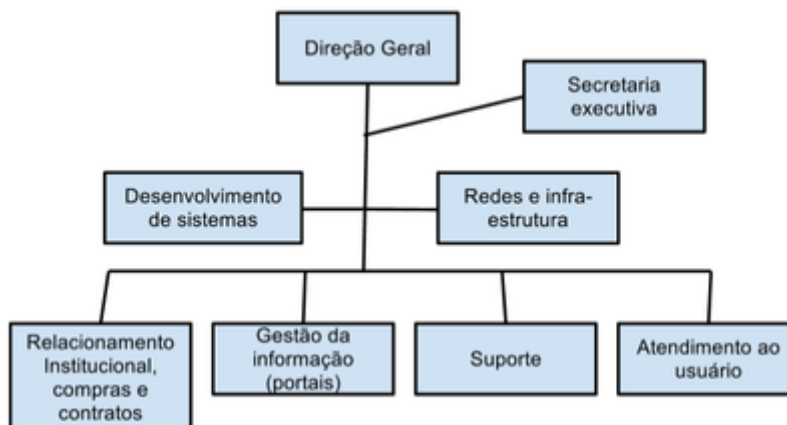 Direção Geral
Secretaria
executiva
Desenvolvimento
de sistemas
Redes e infra-
estrutura
Relacionamento
Institucional,
compras e
contratos
Gestão da
informação
(portais)
Suporte
Atendimento ao
usuário